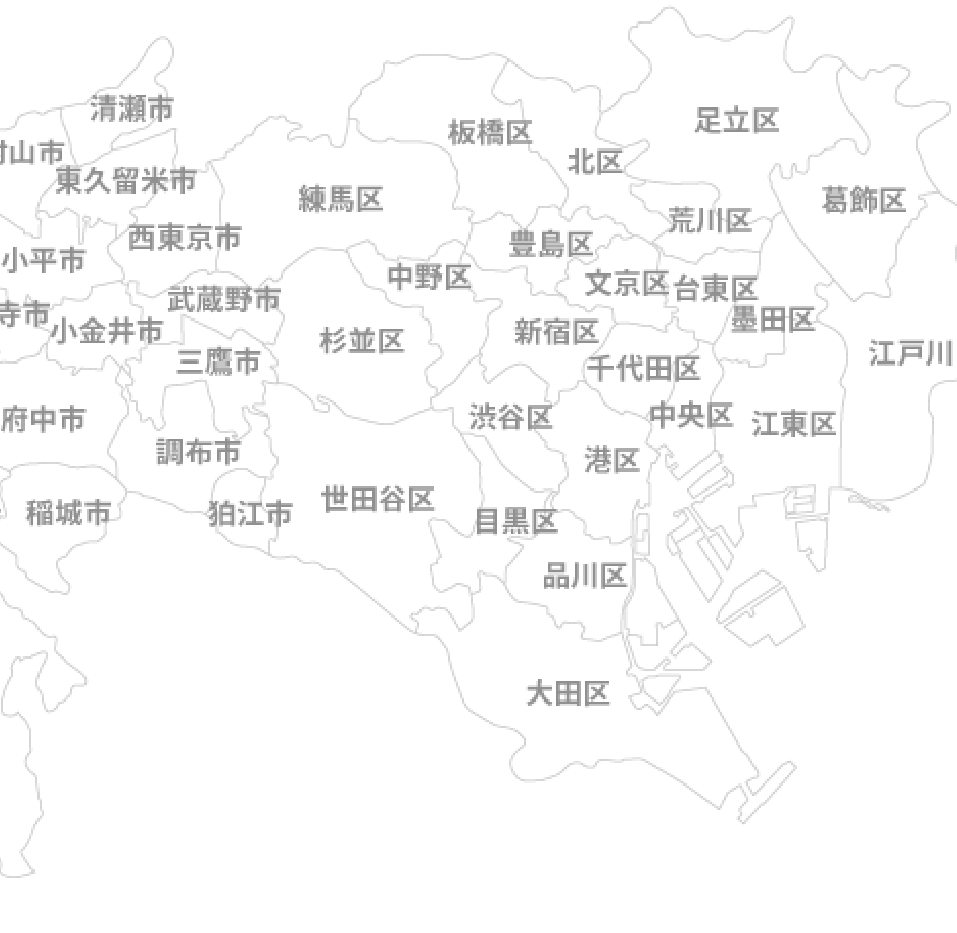 清瀬市
足立区
板橋区
村山市
北区
東久留米市
練馬区
葛飾区
荒川区
西東京市
豊島区
小平市
中野区
文京区
台東区
武蔵野市
寺市
墨田区
小金井市
新宿区
杉並区
江戸川
三鷹市
千代田区
中央区
府中市
渋谷区
江東区
調布市
港区
世田谷区
稲城市
狛江市
目黒区
品川区
大田区